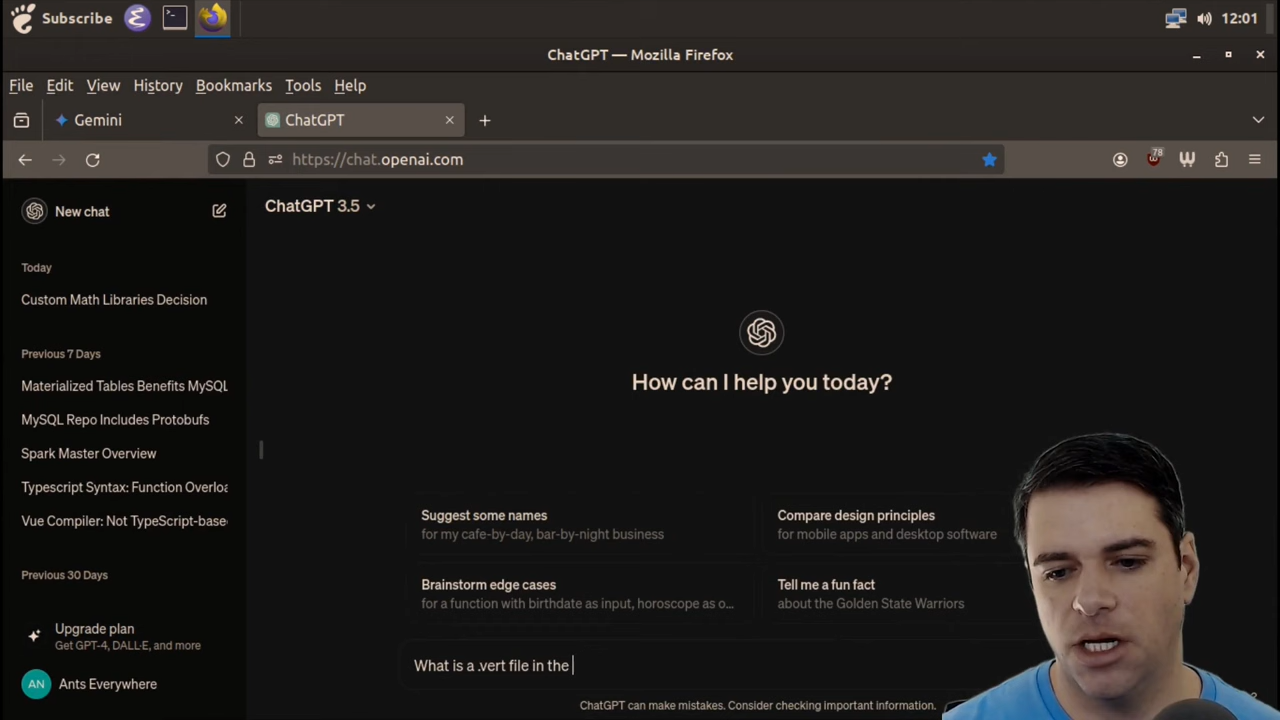 Subscribe
12:01
ChatGPT — Mozilla Firefox
File Edit View History Bookmarks Tools Help
Gemini
ChatGPT
https://chat.openai.com
78
New chat
ChatGPT 3.5
Today
Custom Math Libraries Decision
Previous 7 Days
Materialized Tables Benefits MySQL
MySQL Repo Includes Protobufs
Spark Master Overview
Typescript Syntax: Function Overloa
Vue Compiler: Not TypeScript-base
Previous 30 Days
Upgrade plan
Get GPT-4, DALL·E, and more
AN
Ants Everywhere
How can I help you today?
Suggest some names
for my cafe-by-day, bar-by-night business
Compare design principles
for mobile apps and desktop software
Brainstorm edge cases
for a function with birthdate as input, horoscope as o...
Tell me a fun fact
about the Golden State Warriors
What is a .vert file in the
ChatGPT can make mistakes. Consider checking important information.